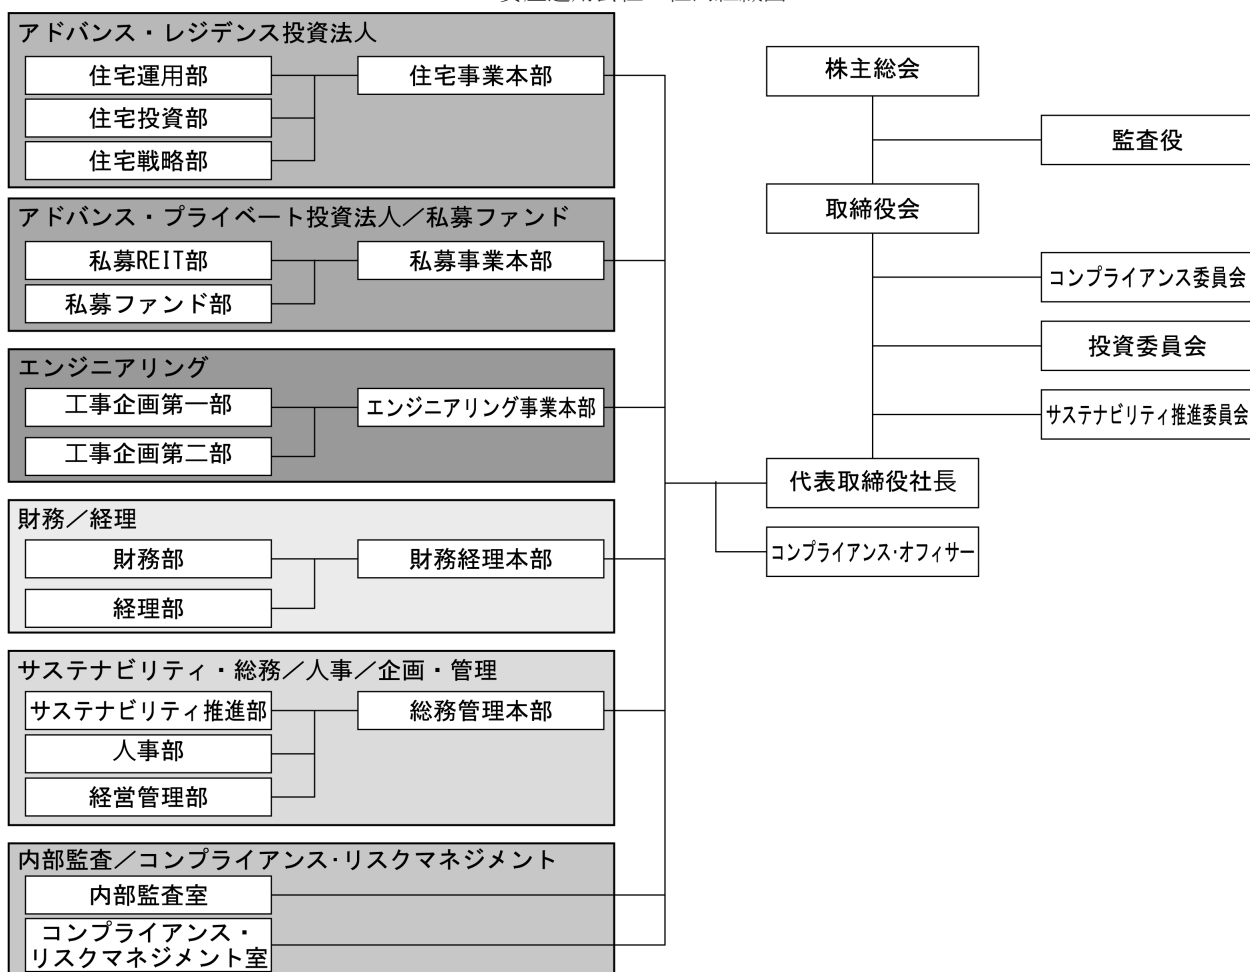 アドバンス・レジデンス投資法人
住宅運用部
住宅事業本部
住宅投資部
住宅戦略部
アドバンス・プライベート投資法人／私募ファンド
私募REIT部
私募事業本部
私募ファンド部
エンジニアリング
工事企画第一部
エンジニアリング事業本部
工事企画第二部
財務／経理
財務部
財務経理本部
経理部
サステナビリティ・総務／人事／企画・管理
サステナビリティ推進部
総務管理本部
人事部
経営管理部
内部監査／コンプライアンス・リスクマネジメント
内部監査室
コンプライアンス・
リスクマネジメント室
株主総会
監査役
取締役会
コンプライアンス委員会
投資委員会
サステナビリティ推進委員会
代表取締役社長
コンプライアンス・オフィサー